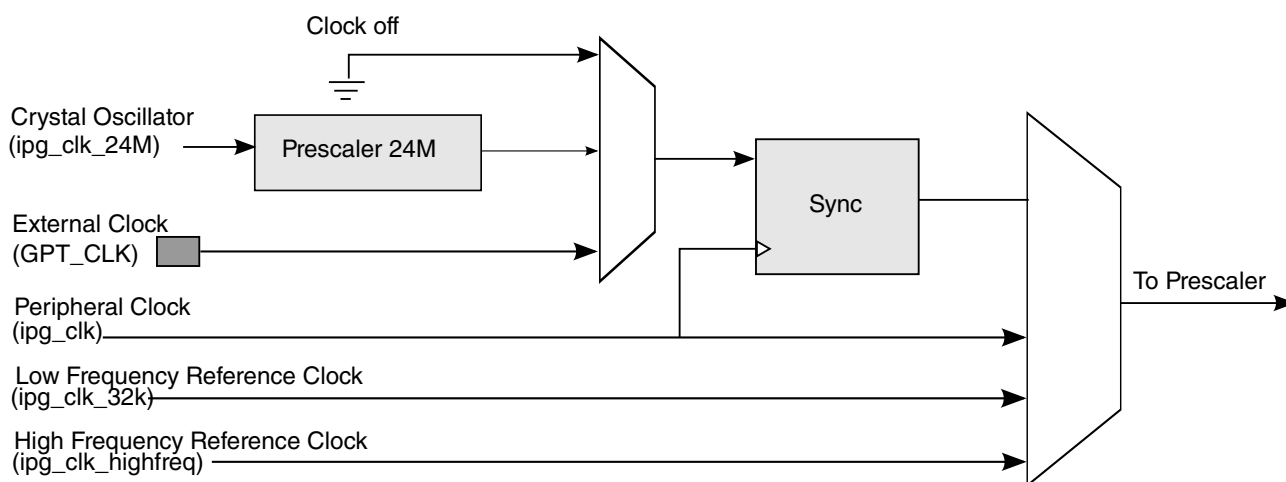 Clock off
Crystal Oscillator
(ipg_clk_24M)
Prescaler 24M
External Clock
(GPT_CLK)
Sync
Peripheral Clock
(ipg_clk)
To Prescaler
Low Frequency Reference Clock
(ipg_clk_32k)
High Frequency Reference Clock
(ipg_clk_highfreq)